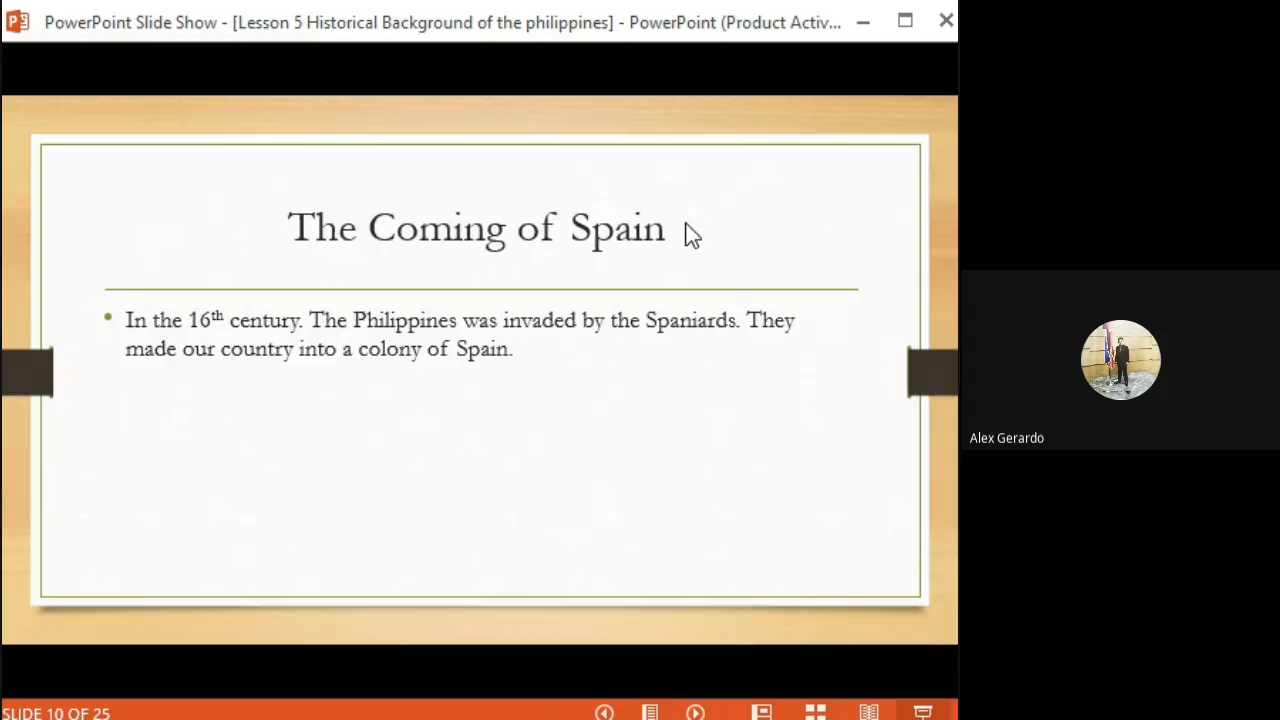 PowerPoint Slide Show - [Lesson 5 Historical Background of the philippines] - PowerPoint (Product Activ...
The Coming of Spain
• In the 16th century. The Philippines was invaded by the Spaniards. They
made our country into a colony of Spain.
Alex Gerardo
SLIDE 10 OF 25